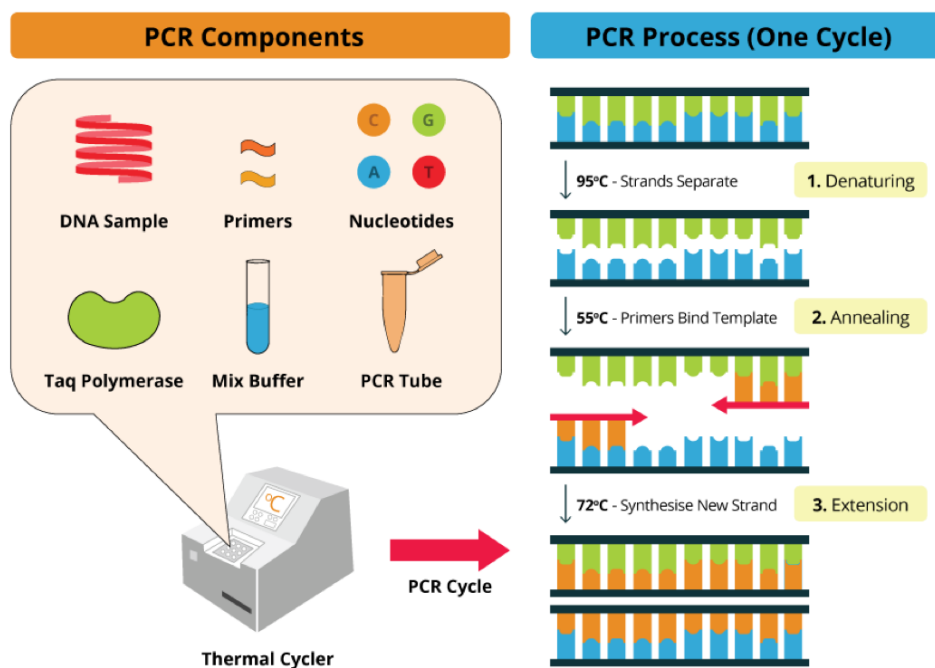 PCR Components
PCR Process (One Cycle)
C
G
A
T
DNA Sample
Primers
Nucleotides
Taq Polymerase
Mix Buffer
PCR Tube
°C
PCR Cycle
Thermal Cycler
95°C - Strands Separate
1. Denaturing
55°C - Primers Bind Template
2. Annealing
72°C - Synthesise New Strand
3. Extension